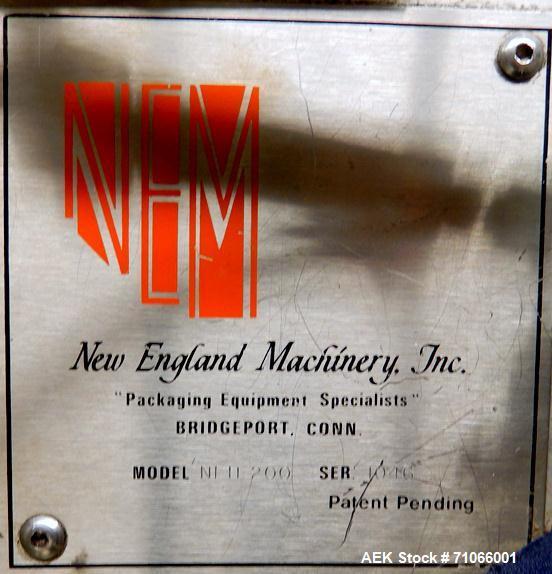 NEM
New England Machinery, Inc.
"Packaging Equipment Specialists"
BRIDGEPORT, CONN.
MODEL SER.
Patent Pending
AEK Stock # 71066001